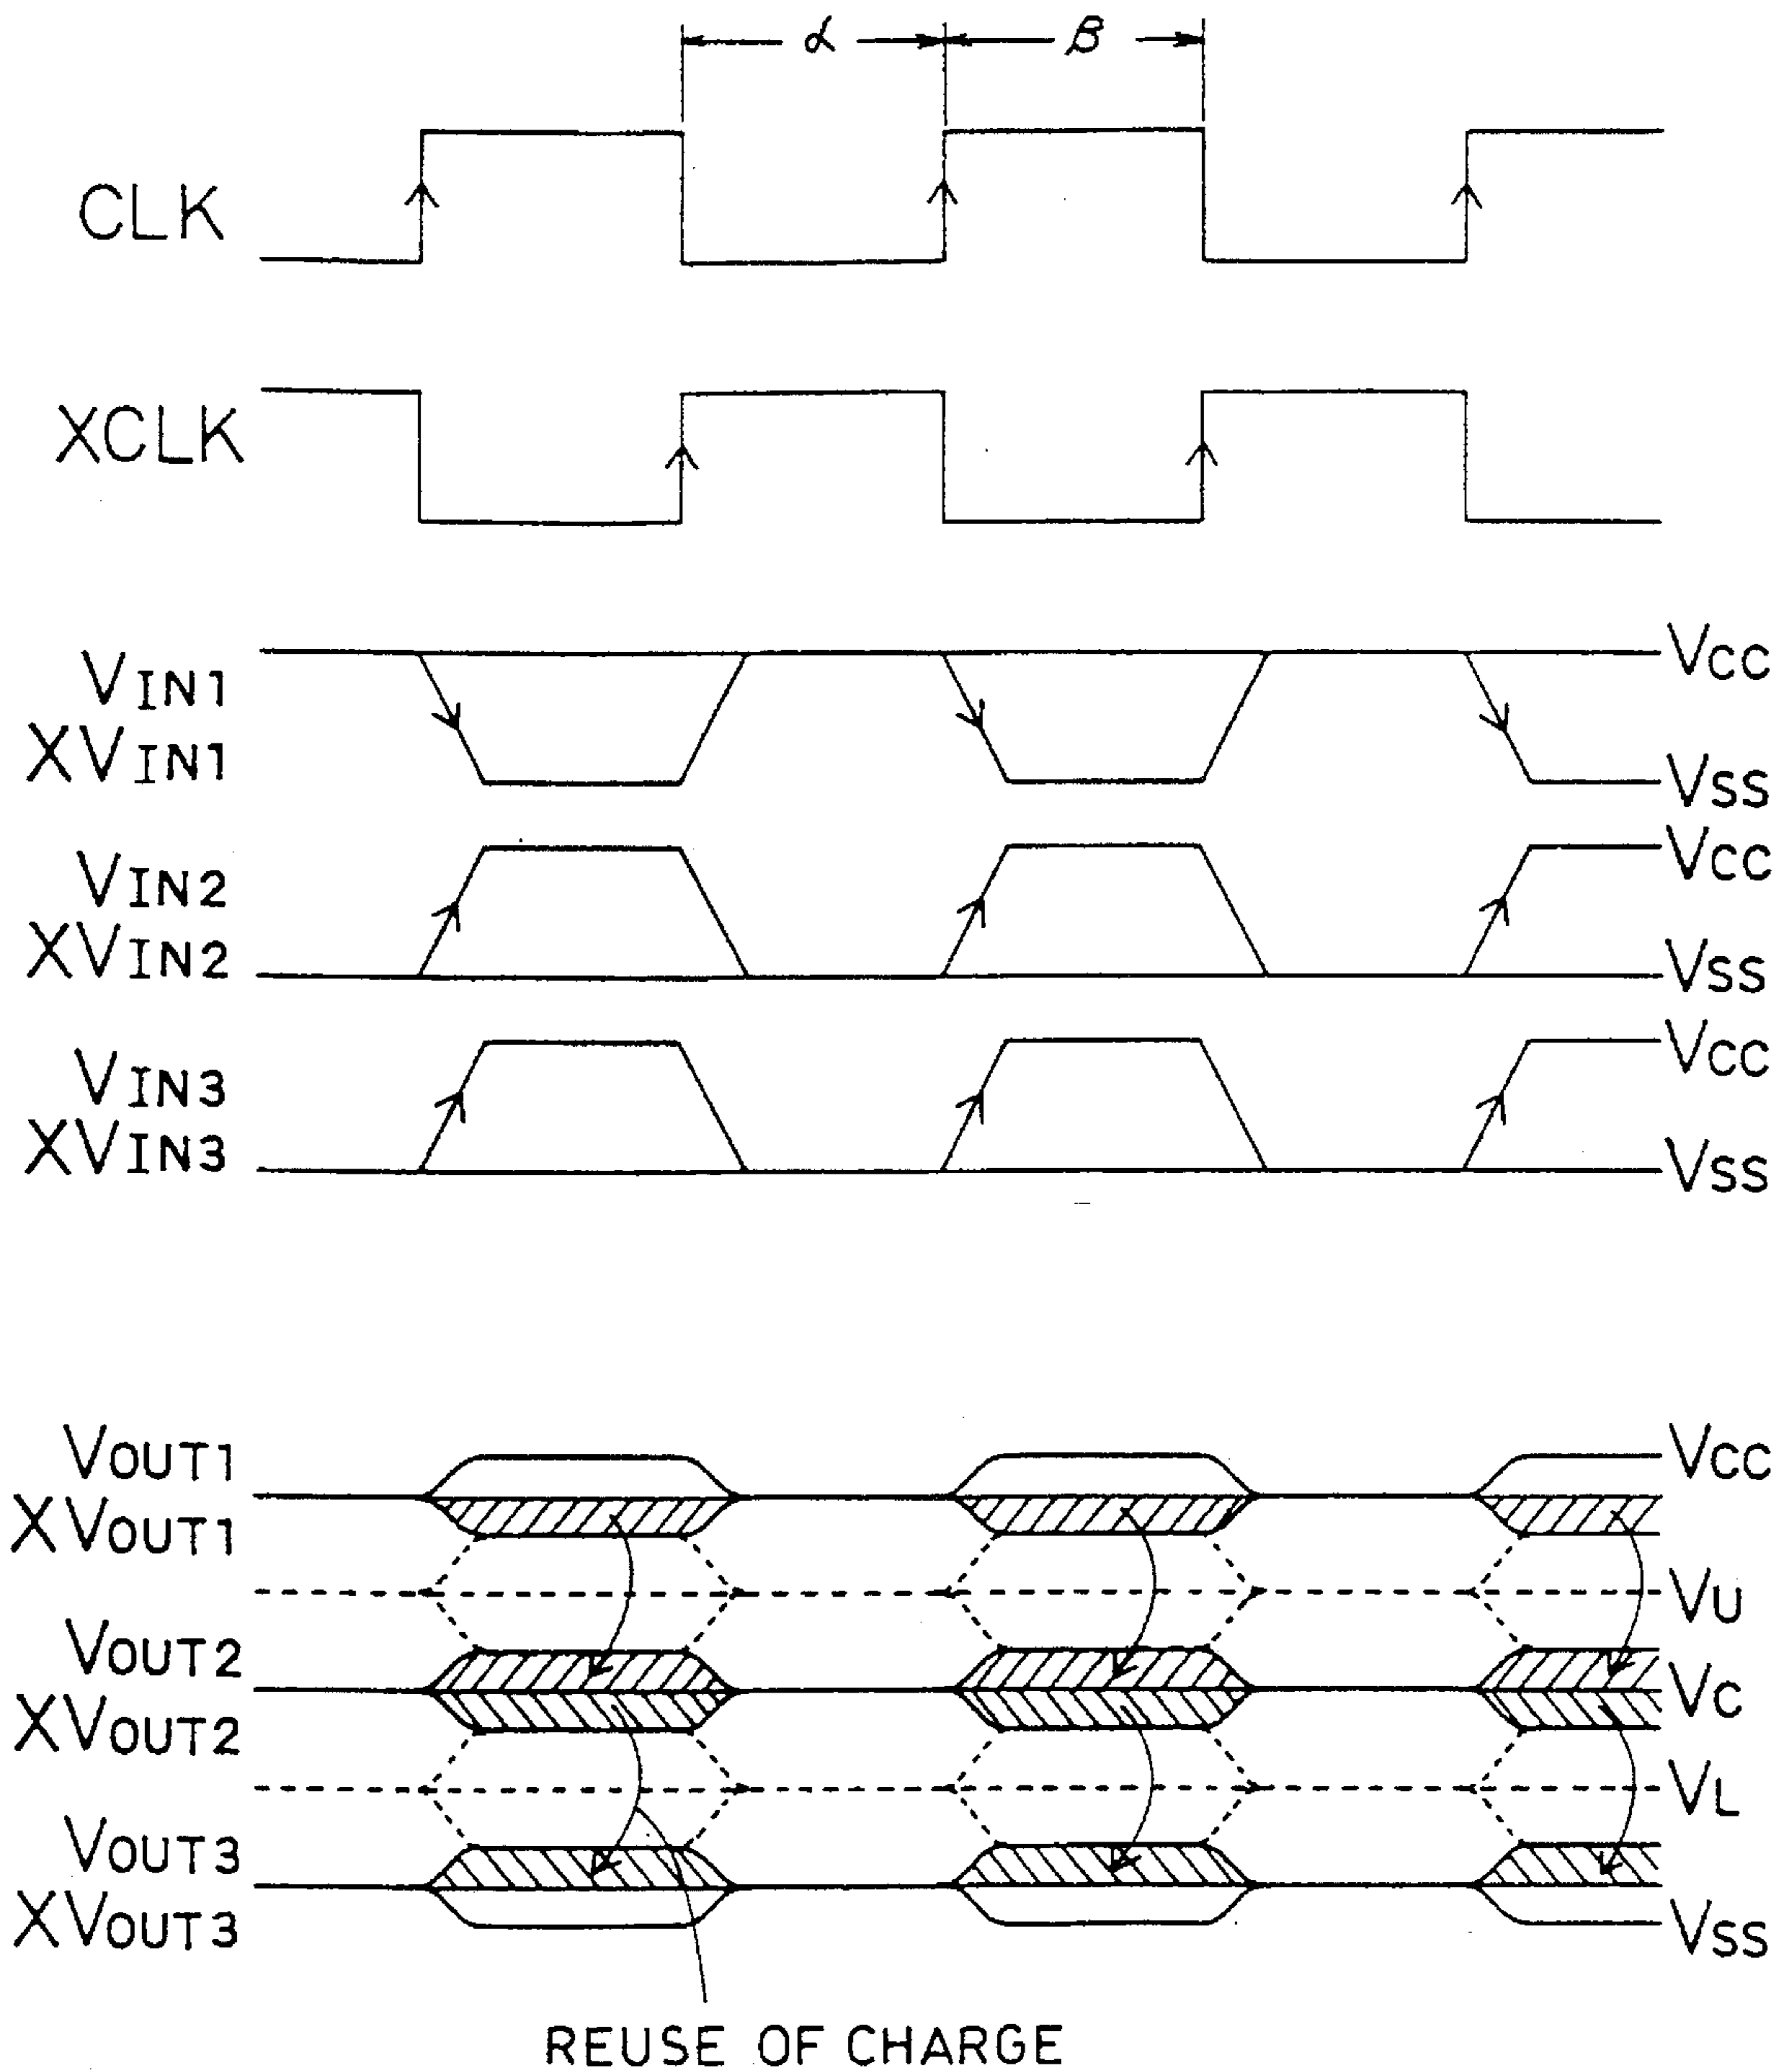 α β
CLK
XCLK
VIN1 VCC
XVIN1 VSS
VIN2 VCC
XVIN2 VSS
VIN3 VCC
XVIN3 VSS
VOUT1 VCC
XVOUT1
VU
VOUT2
XVOUT2 VC
VL
VOUT3
XVOUT3 VSS
REUSE OF CHARGE